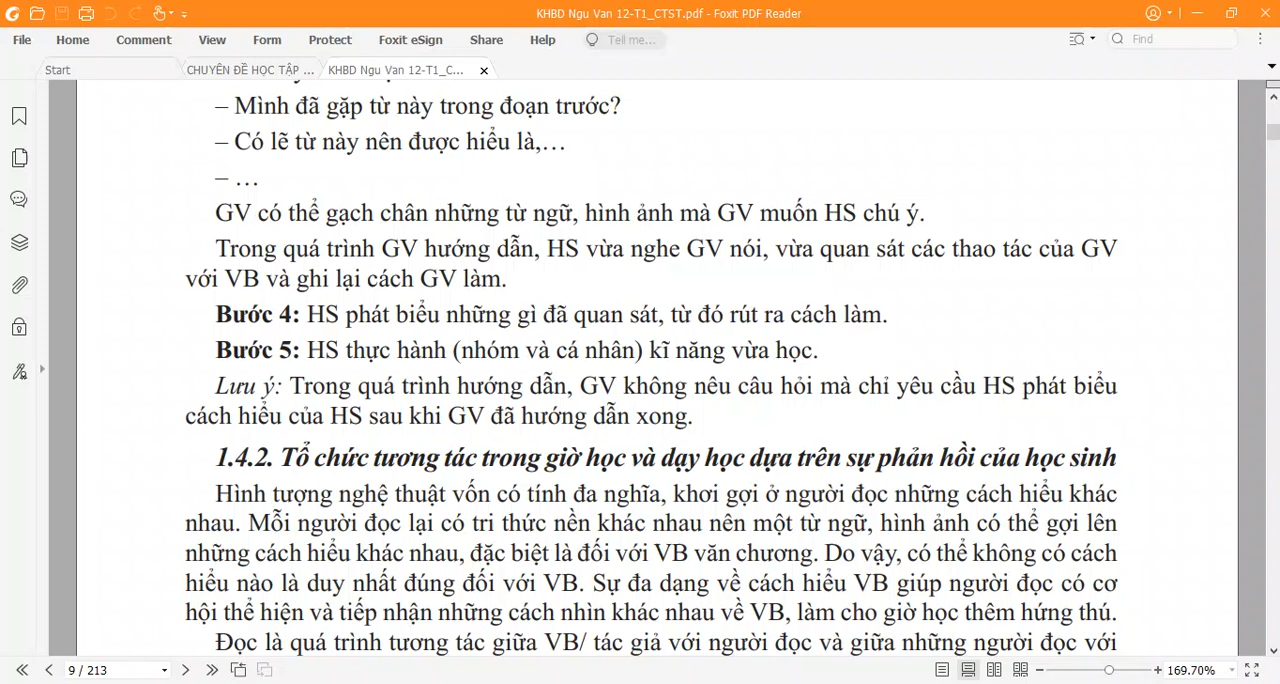 KHBD Ngu Van 12-T1_CTST.pdf - Foxit PDF Reader
File Home Comment View Form Protect Foxit eSign Share Help Tell me... Find
Start CHUYÊN ĐỀ HỌC TẬP ... KHBD Ngu Van 12-T1_C...
– Mình đã gặp từ này trong đoạn trước?
– Có lẽ từ này nên được hiểu là,…
– …
GV có thể gạch chân những từ ngữ, hình ảnh mà GV muốn HS chú ý.
Trong quá trình GV hướng dẫn, HS vừa nghe GV nói, vừa quan sát các thao tác của GV
với VB và ghi lại cách GV làm.
Bước 4: HS phát biểu những gì đã quan sát, từ đó rút ra cách làm.
Bước 5: HS thực hành (nhóm và cá nhân) kĩ năng vừa học.
Lưu ý: Trong quá trình hướng dẫn, GV không nêu câu hỏi mà chỉ yêu cầu HS phát biểu
cách hiểu của HS sau khi GV đã hướng dẫn xong.
1.4.2. Tổ chức tương tác trong giờ học và dạy học dựa trên sự phản hồi của học sinh
Hình tượng nghệ thuật vốn có tính đa nghĩa, khơi gợi ở người đọc những cách hiểu khác
nhau. Mỗi người đọc lại có tri thức nền khác nhau nên một từ ngữ, hình ảnh có thể gợi lên
những cách hiểu khác nhau, đặc biệt là đối với VB văn chương. Do vậy, có thể không có cách
hiểu nào là duy nhất đúng đối với VB. Sự đa dạng về cách hiểu VB giúp người đọc có cơ
hội thể hiện và tiếp nhận những cách nhìn khác nhau về VB, làm cho giờ học thêm hứng thú.
Đọc là quá trình tương tác giữa VB/ tác giả với người đọc và giữa những người đọc với
9 / 213 169.70%